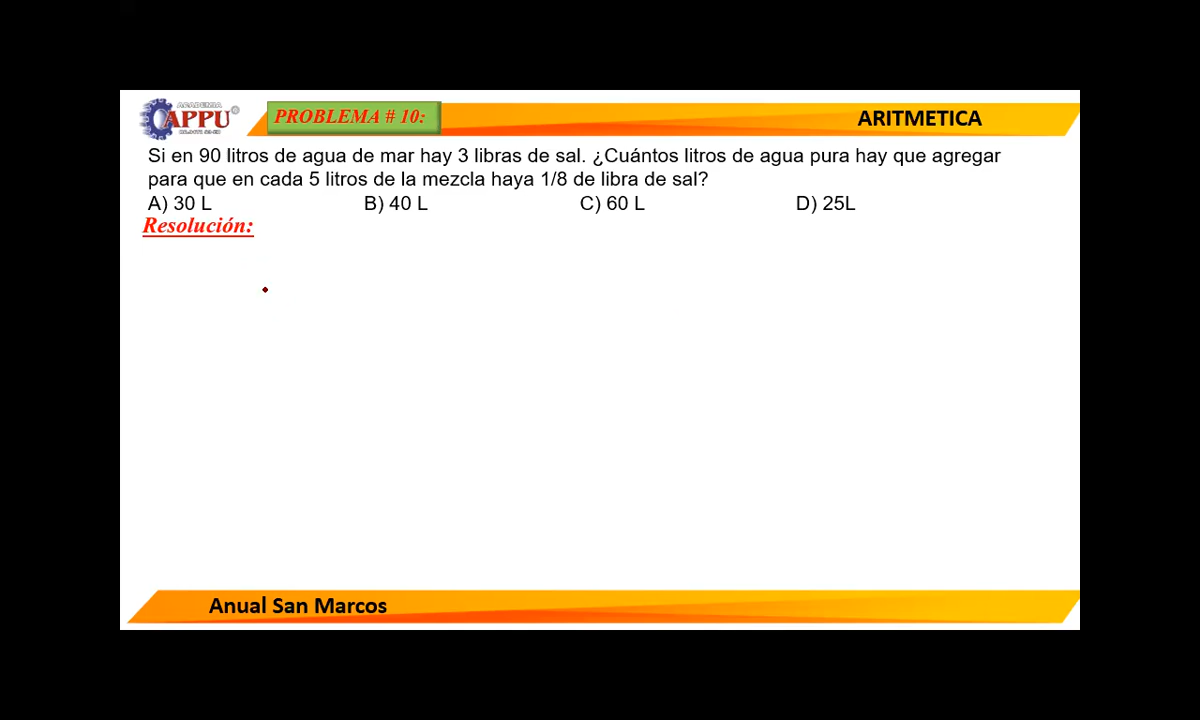 ACADEMIA
APPU
PROBLEMA # 10:
ARITMETICA
Si en 90 litros de agua de mar hay 3 libras de sal. ¿Cuántos litros de agua pura hay que agregar
para que en cada 5 litros de la mezcla haya 1/8 de libra de sal?
A) 30 L B) 40 L C) 60 L D) 25L
Resolución:
Anual San Marcos